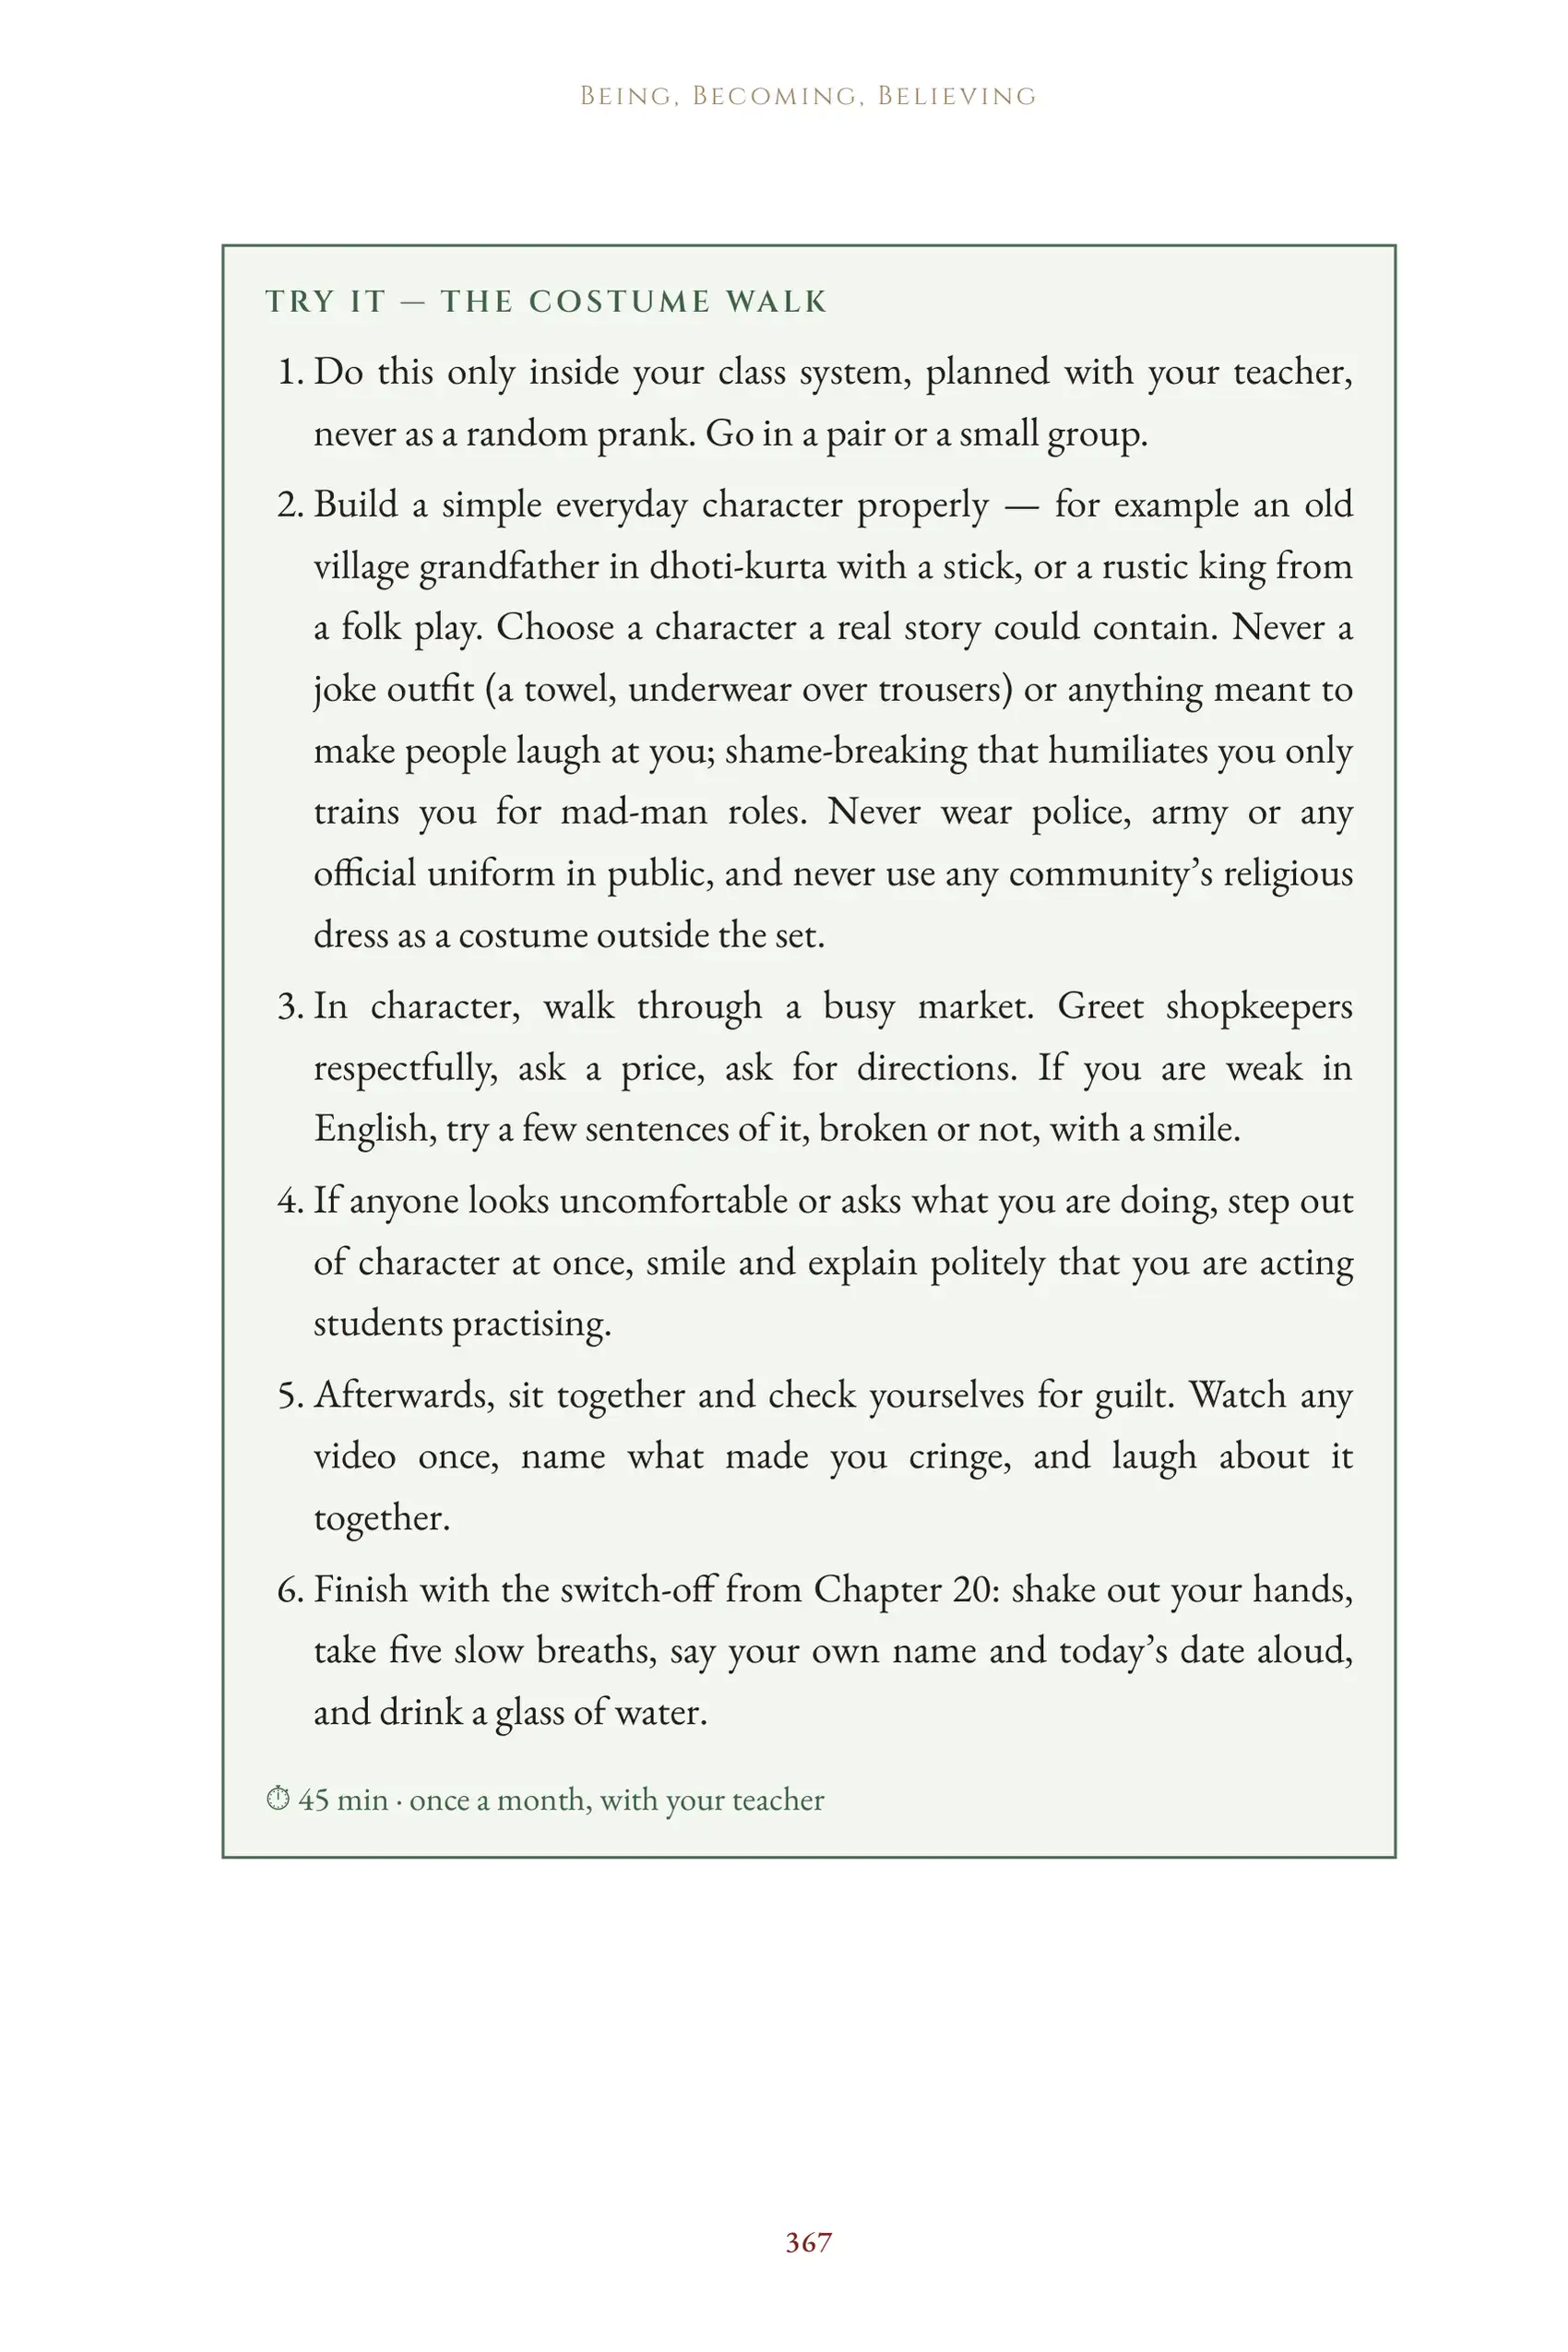 Being, Becoming, Believing
TRY IT — THE COSTUME WALK
1. Do this only inside your class system, planned with your teacher,
never as a random prank. Go in a pair or a small group.
2. Build a simple everyday character properly — for example an old
village grandfather in dhoti-kurta with a stick, or a rustic king from
a folk play. Choose a character a real story could contain. Never a
joke outfit (a towel, underwear over trousers) or anything meant to
make people laugh at you; shame-breaking that humiliates you only
trains you for mad-man roles. Never wear police, army or any
official uniform in public, and never use any community’s religious
dress as a costume outside the set.
3. In character, walk through a busy market. Greet shopkeepers
respectfully, ask a price, ask for directions. If you are weak in
English, try a few sentences of it, broken or not, with a smile.
4. If anyone looks uncomfortable or asks what you are doing, step out
of character at once, smile and explain politely that you are acting
students practising.
5. Afterwards, sit together and check yourselves for guilt. Watch any
video once, name what made you cringe, and laugh about it
together.
6. Finish with the switch-off from Chapter 20: shake out your hands,
take five slow breaths, say your own name and today’s date aloud,
and drink a glass of water.
⏱ 45 min · once a month, with your teacher
367